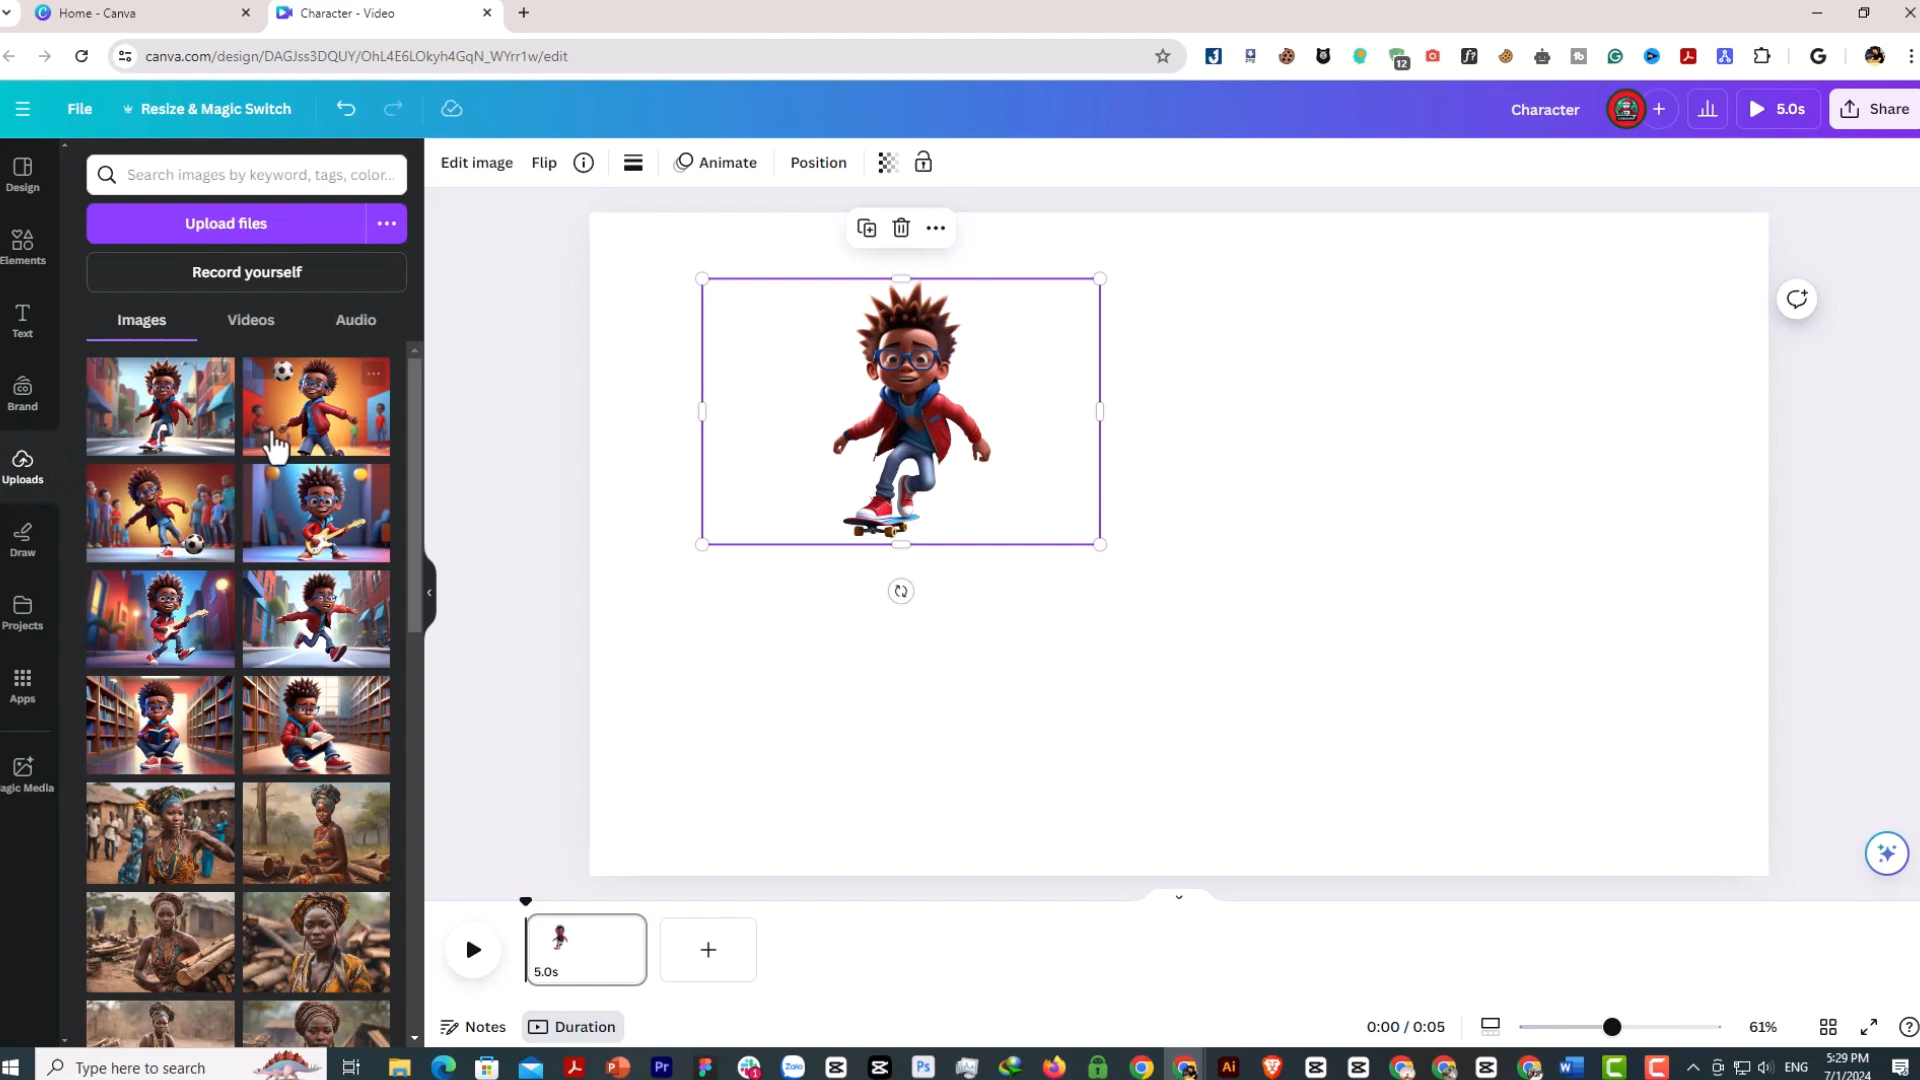 Home - Canva
Character - Video
canva.com/design/DAGJss3DQUY/OhL4E6LOkyh4GqN_WYrr1w/edit
12
File
Resize & Magic Switch
Character
5.0s
Share
Design
Elements
Text
Brand
Uploads
Draw
Projects
Apps
agic Media
Search images by keyword, tags, color...
Upload files
Record yourself
Images
Videos
Audio
Edit image
Flip
Animate
Position
5.0s
Notes
Duration
0:00 / 0:05
61%
Type here to search
ENG
5:29 PM
7/1/2024